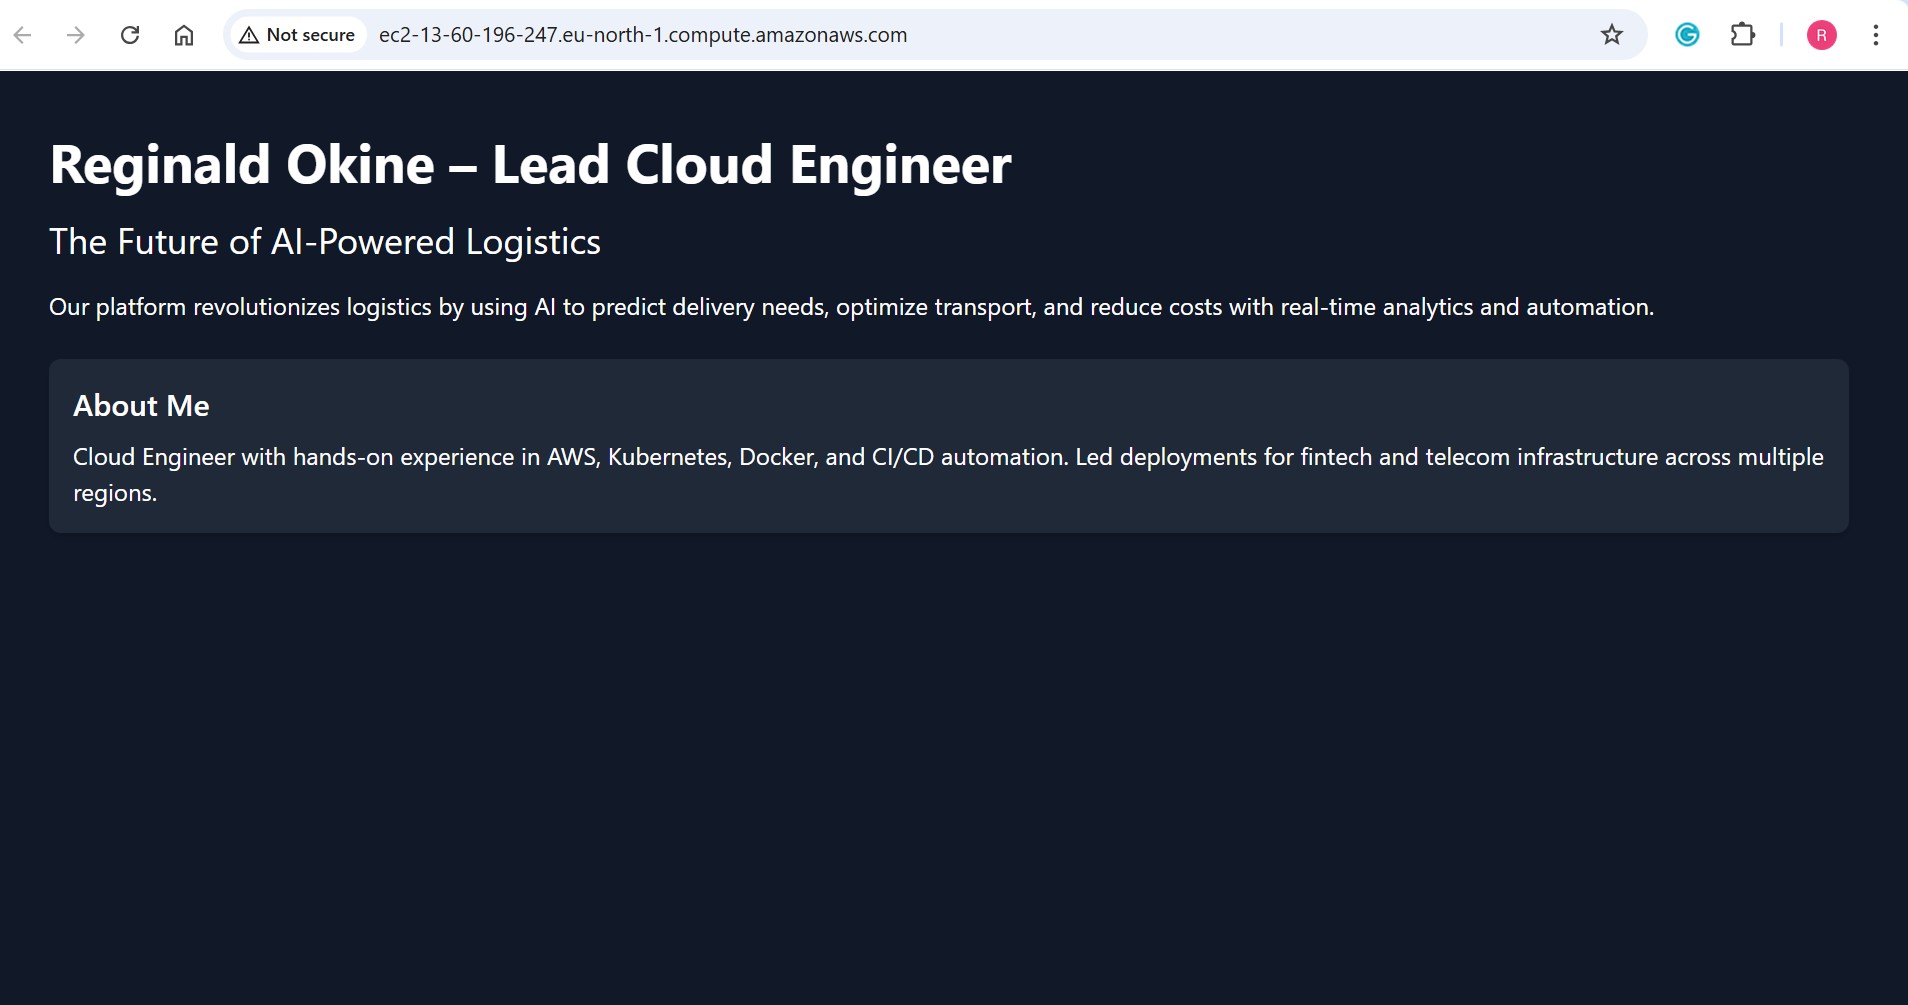 Not secure
ec2-13-60-196-247.eu-north-1.compute.amazonaws.com
R
Reginald Okine – Lead Cloud Engineer
The Future of AI-Powered Logistics
Our platform revolutionizes logistics by using AI to predict delivery needs, optimize transport, and reduce costs with real-time analytics and automation.
About Me
Cloud Engineer with hands-on experience in AWS, Kubernetes, Docker, and CI/CD automation. Led deployments for fintech and telecom infrastructure across multiple
regions.